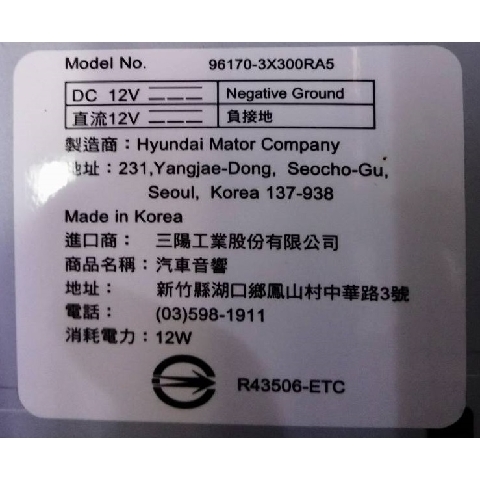 Model No. 96170-3X300RA5
DC 12V Negative Ground
直流12V 負接地
製造商：Hyundai Mator Company
地址：231,Yangjae-Dong, Seocho-Gu,
Seoul, Korea 137-938
Made in Korea
進口商： 三陽工業股份有限公司
商品名稱：汽車音響
地址： 新竹縣湖口鄉鳳山村中華路3號
電話： (03)598-1911
消耗電力：12W
R43506-ETC